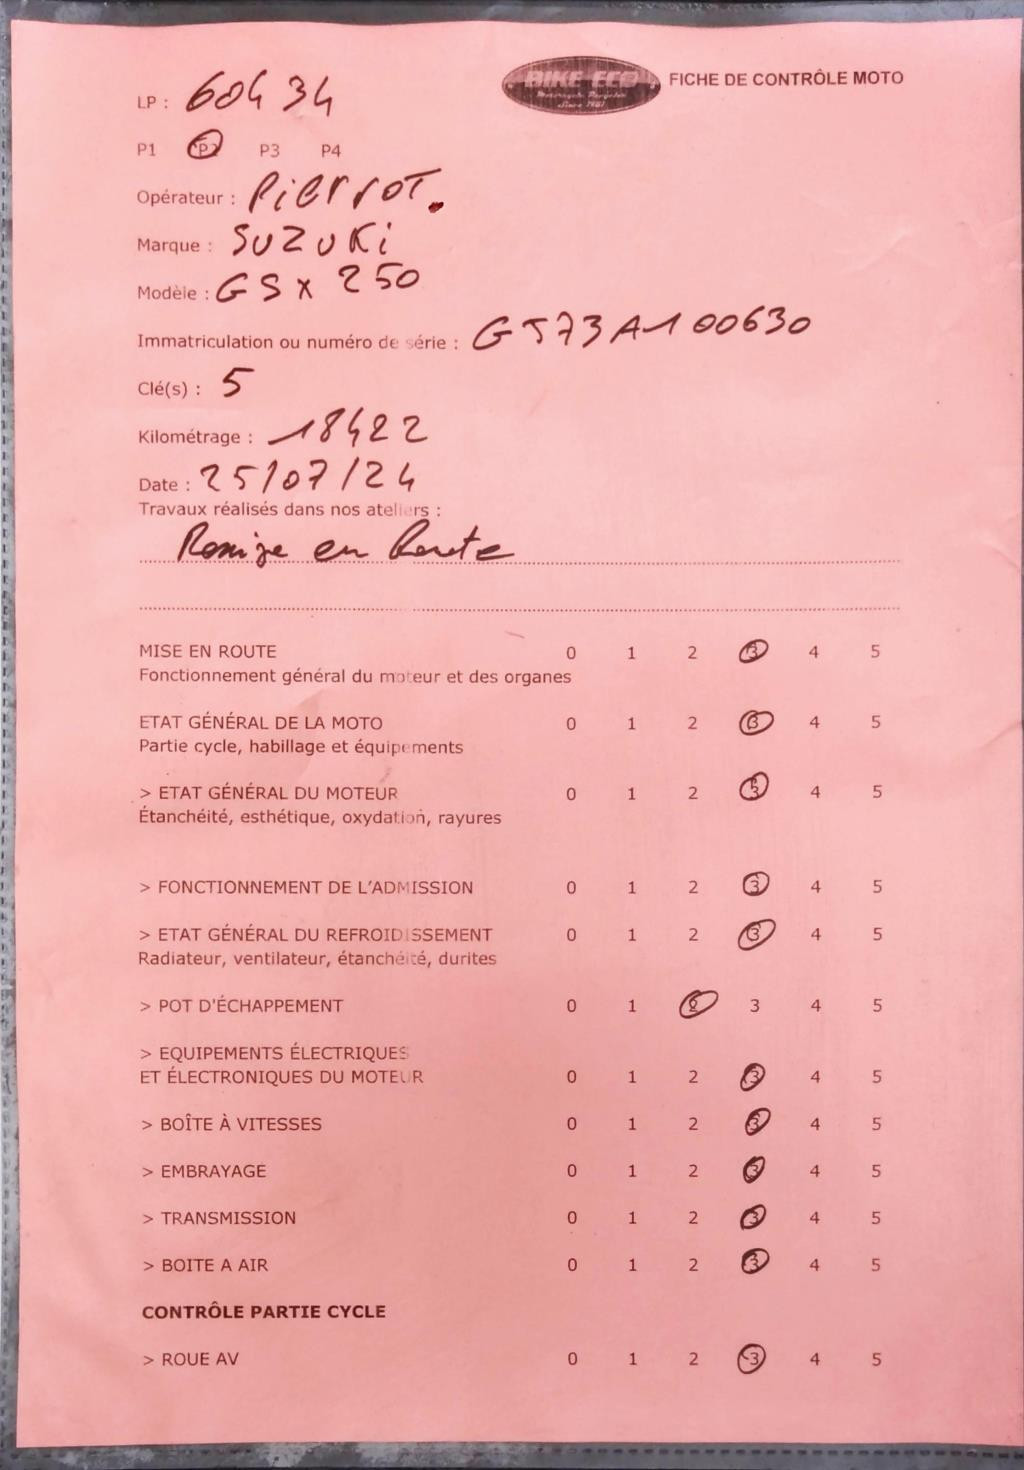 BIKE ECO
Motorcycle Recycler
Since 1981
FICHE DE CONTRÔLE MOTO
LP : 60434
P1 P2 P3 P4
Opérateur : PiErrOT.
Marque : SUZUKi
Modèle : GSX 250
Immatriculation ou numéro de série : GJ73A100630
Clé(s) : 5
Kilométrage : 18422
Date : 25/07/24
Travaux réalisés dans nos ateliers :
Remise en Route
MISE EN ROUTE 0 1 2 3 4 5
Fonctionnement général du moteur et des organes
ETAT GÉNÉRAL DE LA MOTO 0 1 2 3 4 5
Partie cycle, habillage et équipements
> ETAT GÉNÉRAL DU MOTEUR 0 1 2 3 4 5
Étanchéité, esthétique, oxydation, rayures
> FONCTIONNEMENT DE L'ADMISSION 0 1 2 3 4 5
> ETAT GÉNÉRAL DU REFROIDISSEMENT 0 1 2 3 4 5
Radiateur, ventilateur, étanchéité, durites
> POT D'ÉCHAPPEMENT 0 1 2 3 4 5
> EQUIPEMENTS ÉLECTRIQUES
ET ÉLECTRONIQUES DU MOTEUR 0 1 2 3 4 5
> BOÎTE À VITESSES 0 1 2 3 4 5
> EMBRAYAGE 0 1 2 3 4 5
> TRANSMISSION 0 1 2 3 4 5
> BOITE A AIR 0 1 2 3 4 5
CONTRÔLE PARTIE CYCLE
> ROUE AV 0 1 2 3 4 5